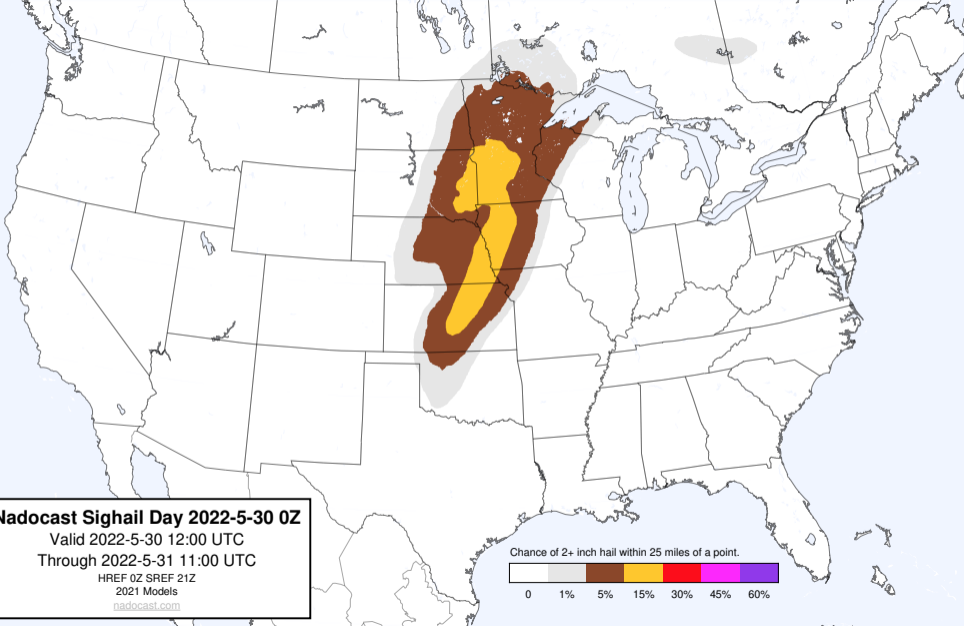 Nadocast Sighail Day 2022-5-30 0Z
Valid 2022-5-30 12:00 UTC
Through 2022-5-31 11:00 UTC
HREF 0Z SREF 21Z
2021 Models
nadocast.com
Chance of 2+ inch hail within 25 miles of a point.
0 1% 5% 15% 30% 45% 60%